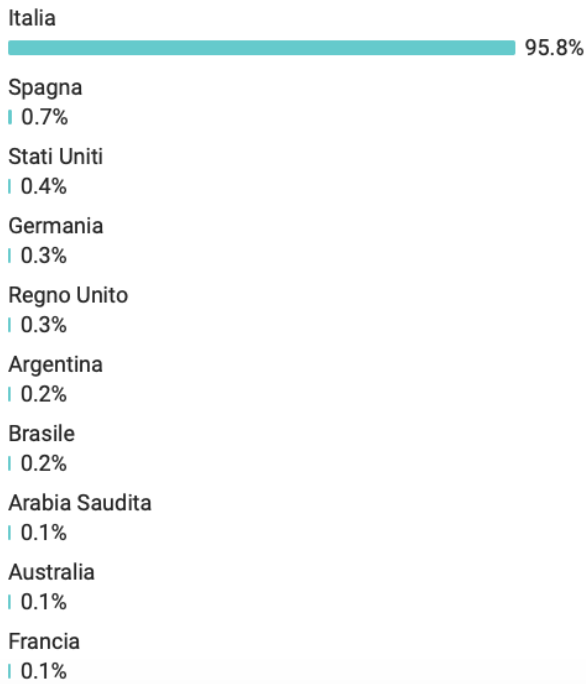 Italia
95.8%
Spagna
0.7%
Stati Uniti
0.4%
Germania
0.3%
Regno Unito
0.3%
Argentina
0.2%
Brasile
0.2%
Arabia Saudita
0.1%
Australia
0.1%
Francia
0.1%